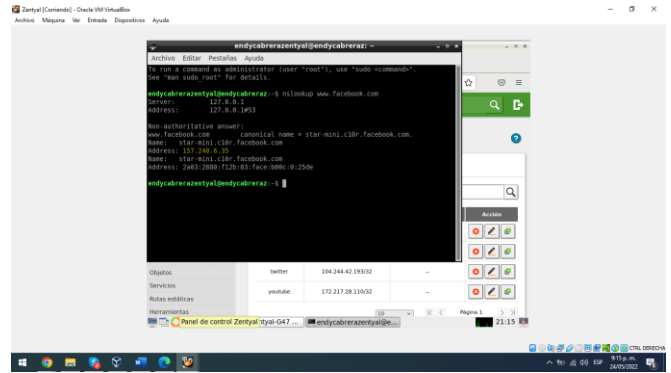 Zentyal [Corriendo] - Oracle VM VirtualBox
Archivo Máquina Ver Entrada Dispositivos Ayuda
endycabrerazentyal@endycabreraz: ~
Archivo Editar Pestañas Ayuda
To run a command as administrator (user "root"), use "sudo <command>".
See "man sudo_root" for details.
endycabrerazentyal@endycabreraz:~$ nslookup www.facebook.com
Server: 127.0.0.1
Address: 127.0.0.1#53
Non-authoritative answer:
www.facebook.com canonical name = star-mini.c10r.facebook.com.
Name: star-mini.c10r.facebook.com
Address: 157.240.6.35
Name: star-mini.c10r.facebook.com
Address: 2a03:2880:f12b:83:face:b00c:0:25de
endycabrerazentyal@endycabreraz:~$
Acción
Objetos
twitter 104.244.42.193/32 --
Servicios
youtube 172.217.28.110/32 --
Rutas estáticas
Herramientas
10 Página 1
Panel de control Zentyal ntyal-G47 ... endycabrerazentyal@e... 21:15
CTRL DERECHA
ESP 9:15 p. m.
24/05/2022